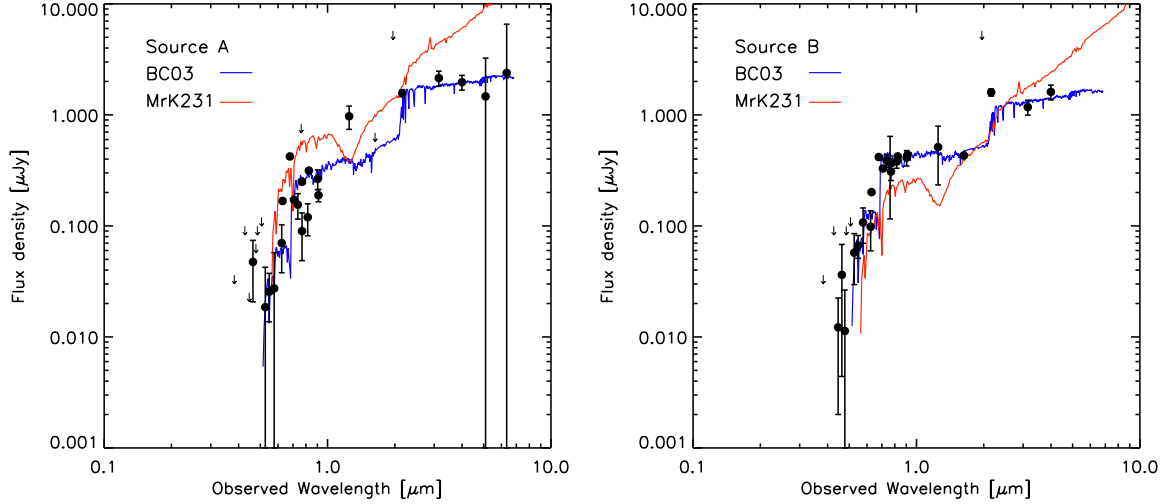 10.000
1.000
0.100
0.010
0.001
Flux density [μJy]
Source A
BC03
MrK231
0.1
1.0
10.0
Observed Wavelength [μm]
10.000
1.000
0.100
0.010
0.001
Flux density [μJy]
Source B
BC03
MrK231
0.1
1.0
10.0
Observed Wavelength [μm]